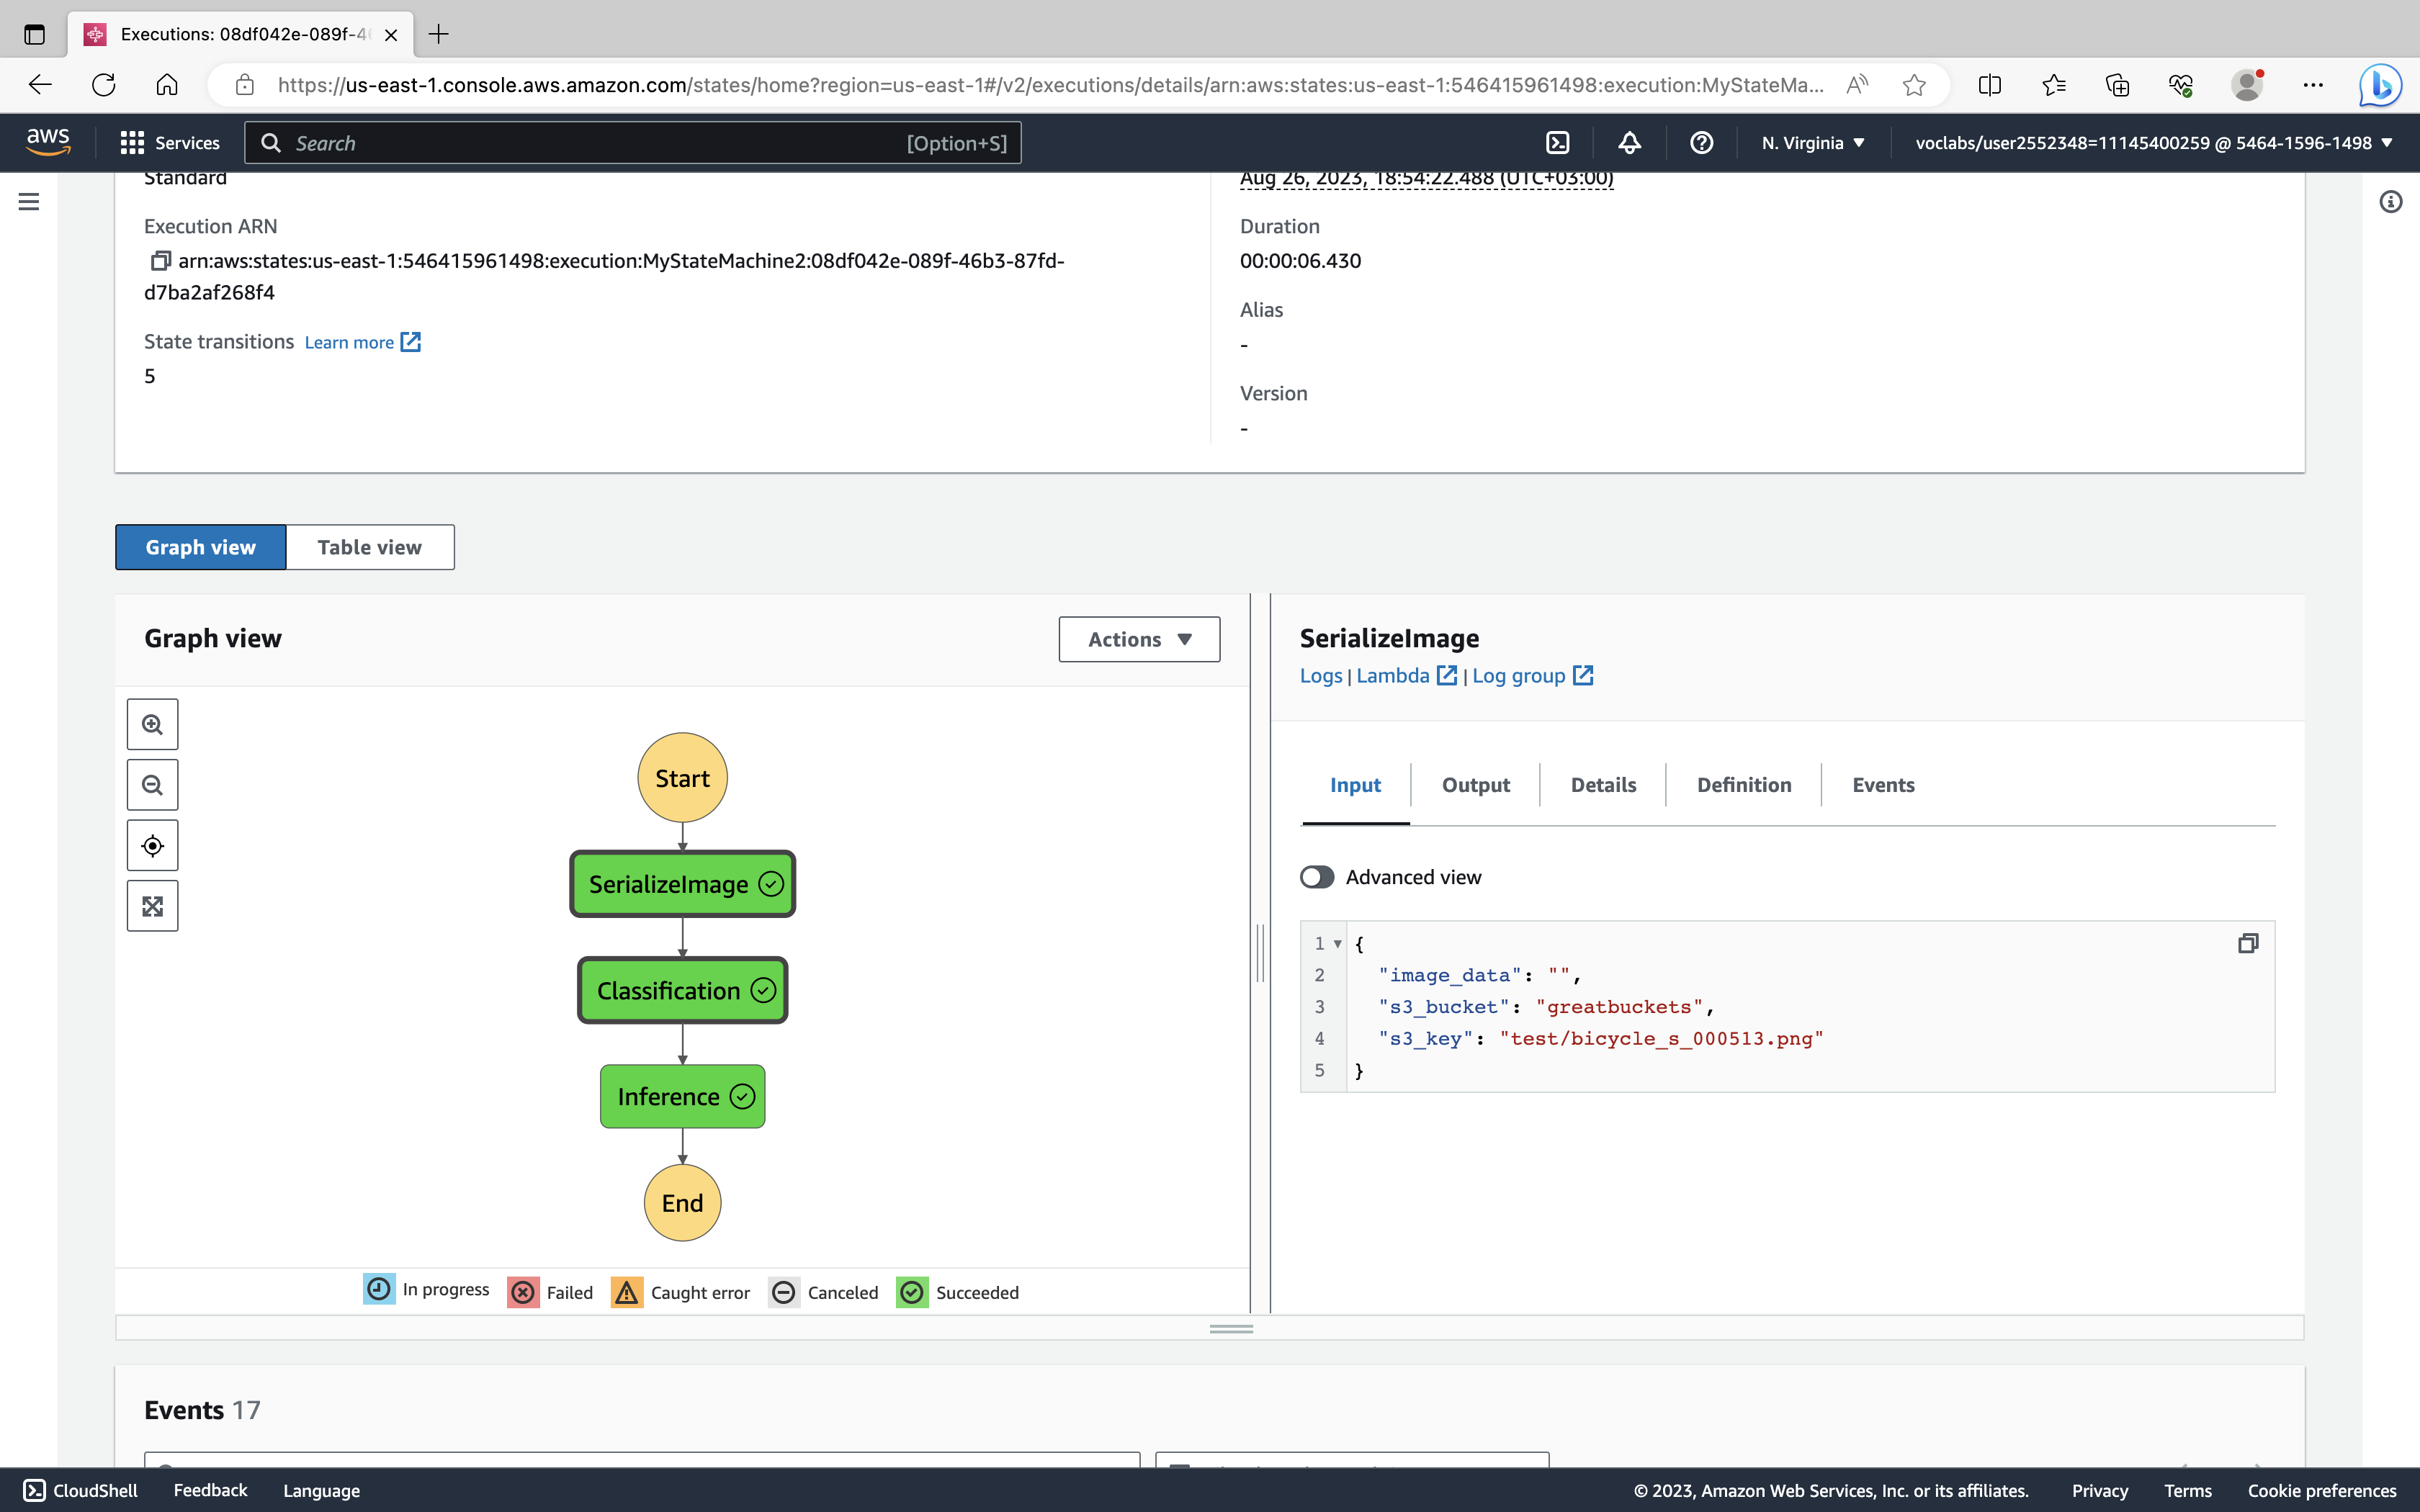 Executions: 08df042e-089f-4
https://us-east-1.console.aws.amazon.com/states/home?region=us-east-1#/v2/executions/details/arn:aws:states:us-east-1:546415961498:execution:MyStateMa...
aws Services Search [Option+S] N. Virginia voclabs/user2552348=11145400259 @ 5464-1596-1498
Standard
Aug 26, 2023, 18:54:22.488 (UTC+03:00)
Execution ARN
arn:aws:states:us-east-1:546415961498:execution:MyStateMachine2:08df042e-089f-46b3-87fd-
d7ba2af268f4
State transitions Learn more
5
Duration
00:00:06.430
Alias
-
Version
-
Graph view Table view
Graph view Actions
Start
SerializeImage
Classification
Inference
End
In progress Failed Caught error Canceled Succeeded
SerializeImage
Logs | Lambda | Log group
Input Output Details Definition Events
Advanced view
1 {
2 "image_data": "",
3 "s3_bucket": "greatbuckets",
4 "s3_key": "test/bicycle_s_000513.png"
5 }
Events 17
CloudShell Feedback Language © 2023, Amazon Web Services, Inc. or its affiliates. Privacy Terms Cookie preferences